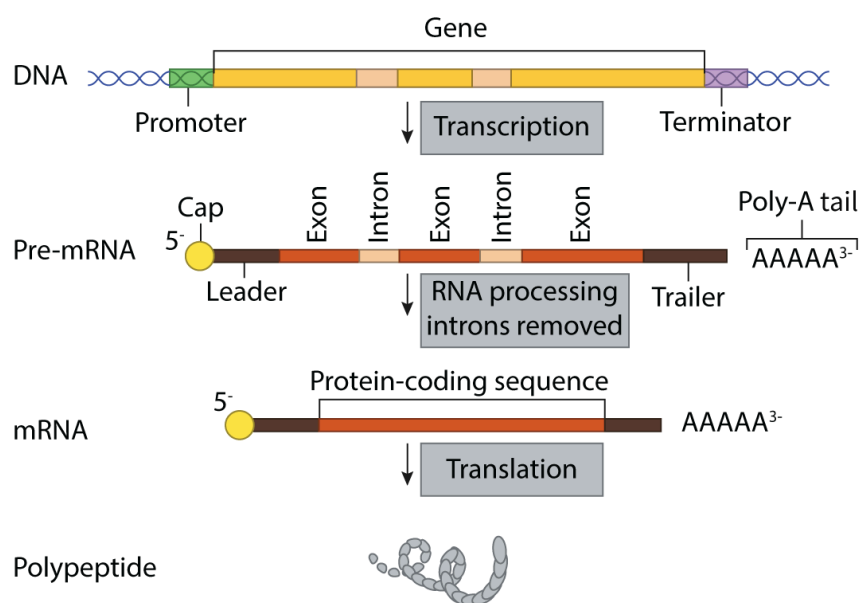 Gene
DNA
Promoter
Transcription
Terminator
Exon
Intron
Exon
Intron
Exon
Cap
Poly-A tail
5-
Pre-mRNA
AAAAA3-
Leader
RNA processing
introns removed
Trailer
Protein-coding sequence
5-
mRNA
AAAAA3-
Translation
Polypeptide